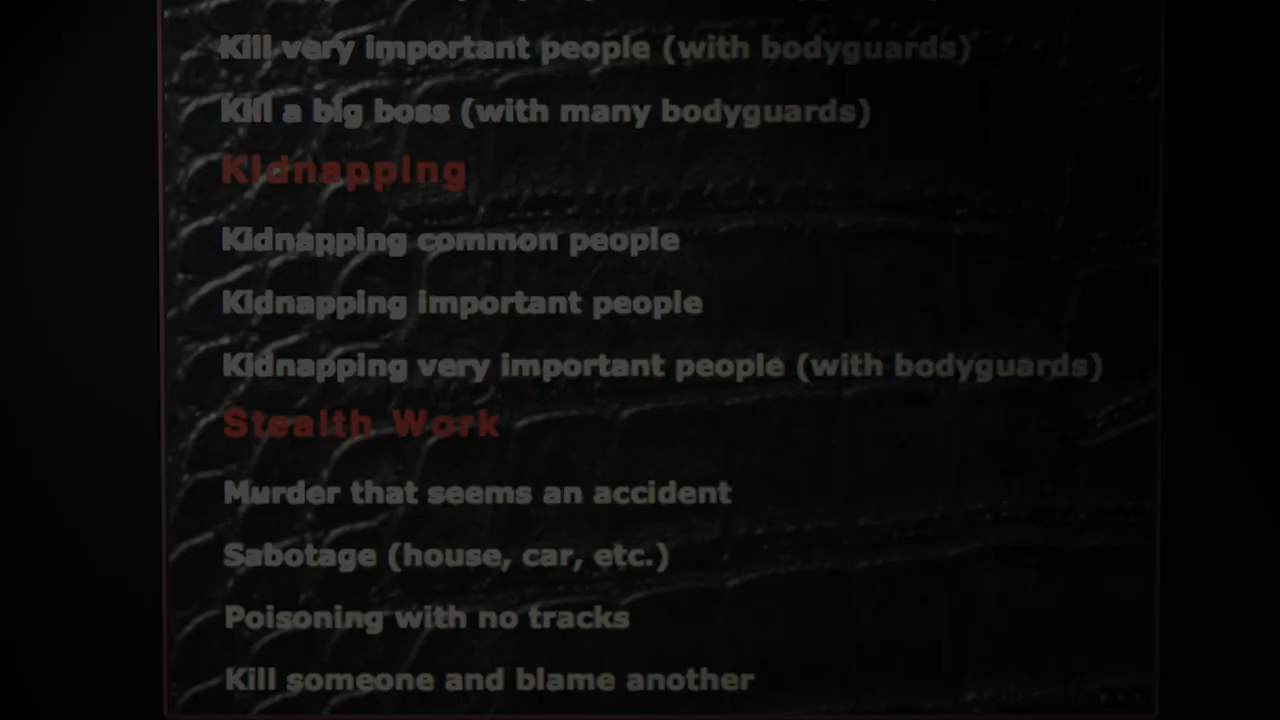 Kill very important people (with bodyguards)
Kill a big boss (with many bodyguards)
Kidnapping
Kidnapping common people
Kidnapping important people
Kidnapping very important people (with bodyguards)
Stealth Work
Murder that seems an accident
Sabotage (house, car, etc.)
Poisoning with no tracks
Kill someone and blame another